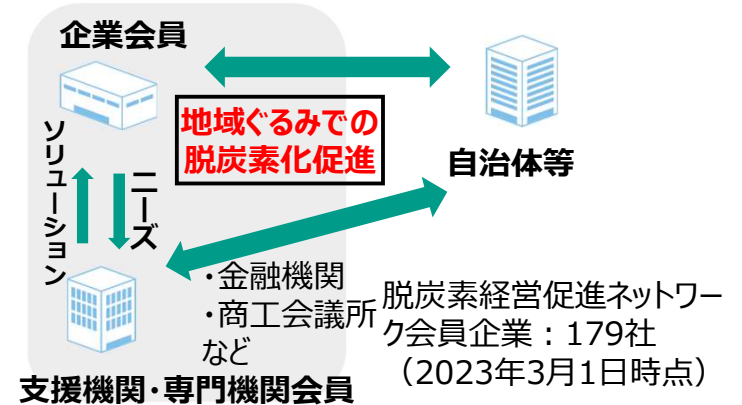 企業会員
地域ぐるみでの
脱炭素化促進
自治体等
ソリューション
ニーズ
・金融機関
・商工会議所
など
脱炭素経営促進ネットワー
ク会員企業：179社
（2023年3月1日時点）
支援機関・専門機関会員